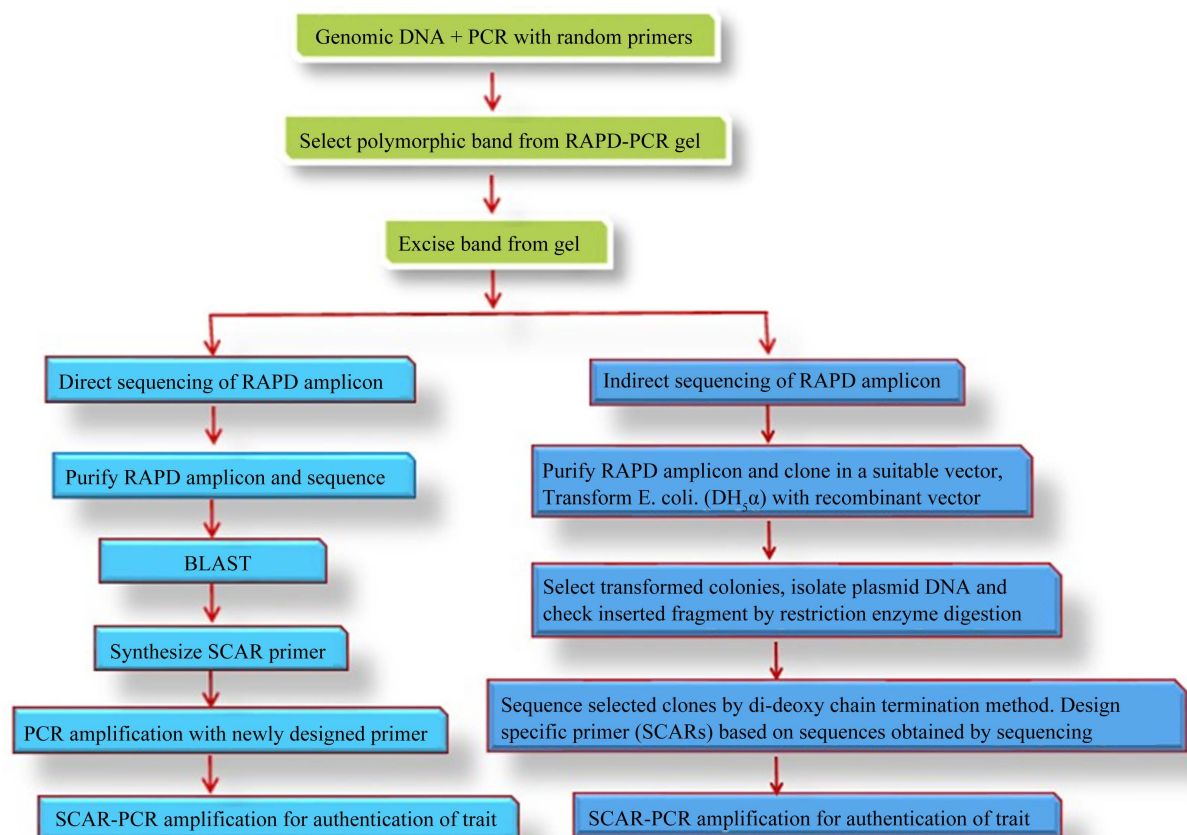 Genomic DNA + PCR with random primers
Select polymorphic band from RAPD-PCR gel
Excise band from gel
Direct sequencing of RAPD amplicon
Purify RAPD amplicon and sequence
BLAST
Synthesize SCAR primer
PCR amplification with newly designed primer
SCAR-PCR amplification for authentication of trait
Indirect sequencing of RAPD amplicon
Purify RAPD amplicon and clone in a suitable vector,
Transform E. coli. (DH₅α) with recombinant vector
Select transformed colonies, isolate plasmid DNA and
check inserted fragment by restriction enzyme digestion
Sequence selected clones by di-deoxy chain termination method. Design
specific primer (SCARs) based on sequences obtained by sequencing
SCAR-PCR amplification for authentication of trait